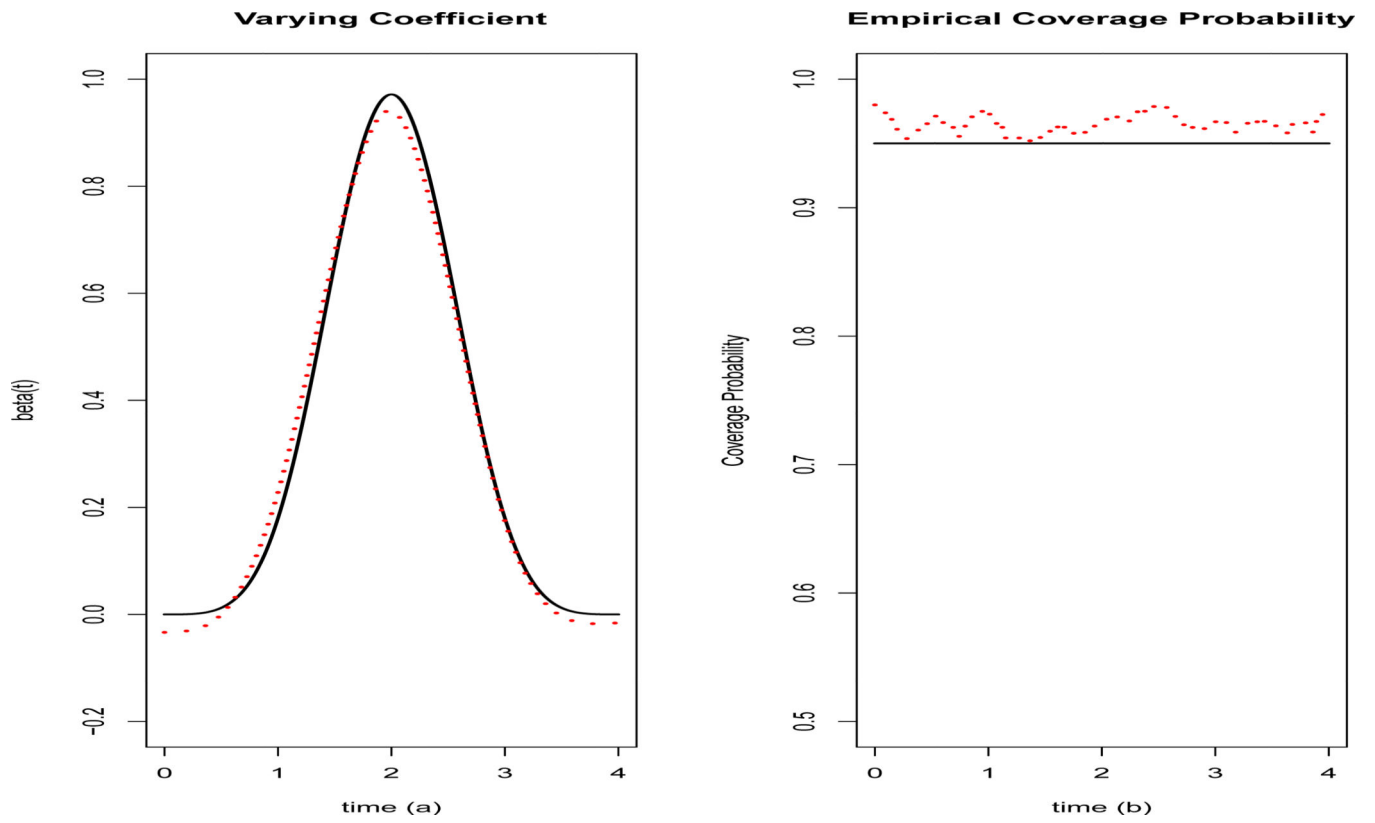 Varying Coefficient
beta(t)
1.0
0.8
0.6
0.4
0.2
0.0
−0.2
0 1 2 3 4
time (a)
Empirical Coverage Probability
Coverage Probability
1.0
0.9
0.8
0.7
0.6
0.5
0 1 2 3 4
time (b)